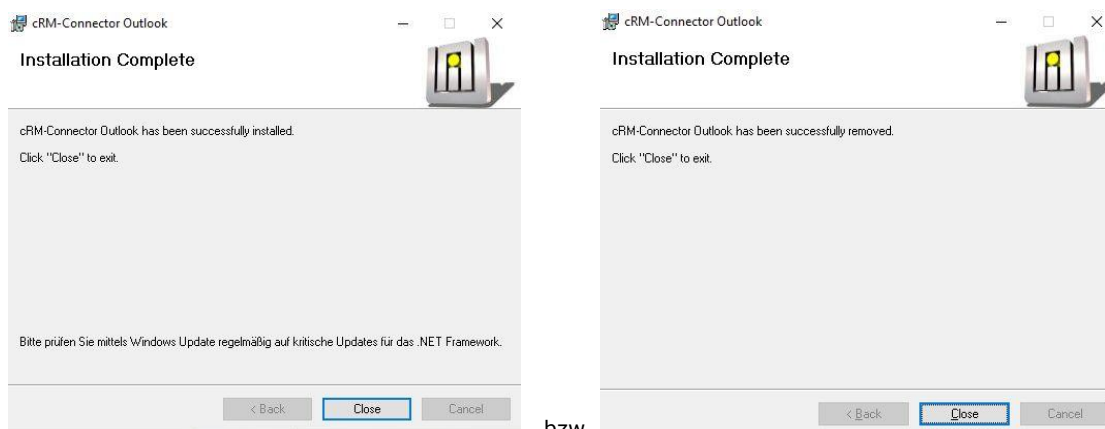 cRM-Connector Outlook
Installation Complete
cRM-Connector Outlook has been successfully installed.
Click "Close" to exit.
Bitte prüfen Sie mittels Windows Update regelmäßig auf kritische Updates für das .NET Framework.
< Back Close Cancel
bzw.
cRM-Connector Outlook
Installation Complete
cRM-Connector Outlook has been successfully removed.
Click "Close" to exit.
< Back Close Cancel